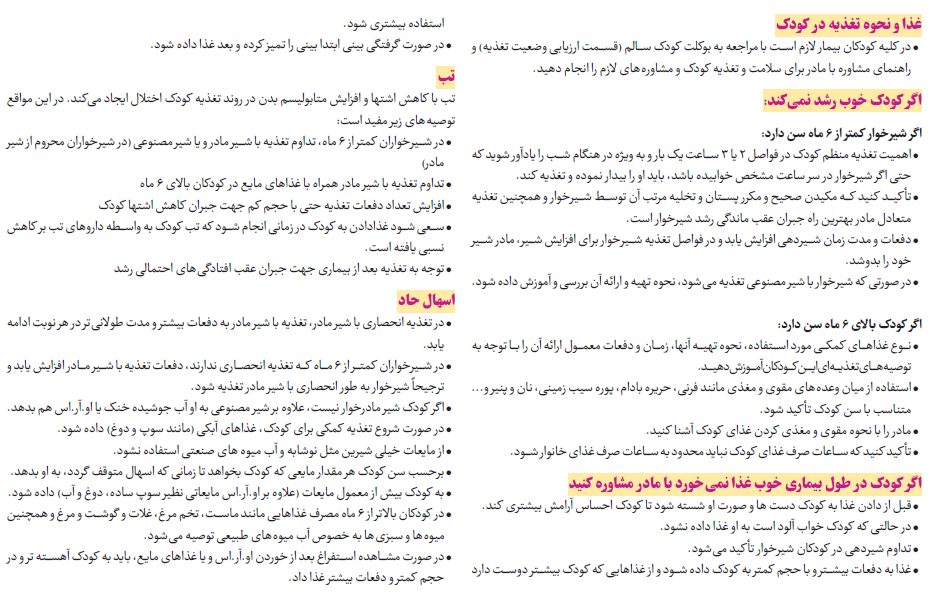 غذا و نحوه تغذیه در کودک
• در کلیه کودکان بیمار لازم است با مراجعه به بوکلت کودک سالم (قسمت ارزیابی وضعیت تغذیه) و
راهنمای مشاوره با مادر برای سلامت و تغذیه کودک و مشاوره‌های لازم را انجام دهید.
اگر کودک خوب رشد نمی‌کند:
اگر شیرخوار کمتر از ۶ ماه سن دارد:
• اهمیت تغذیه منظم کودک در فواصل ۲ یا ۳ ساعت یک بار و به ویژه در هنگام شب را یادآور شوید که
حتی اگر شیرخوار در سر ساعت مشخص خوابیده باشد، باید او را بیدار نموده و تغذیه کند.
• تأکید کنید که مکیدن صحیح و مکرر پستان و تخلیه مرتب آن توسط شیرخوار و همچنین تغذیه
متعادل مادر بهترین راه جبران عقب ماندگی رشد شیرخوار است.
• دفعات و مدت زمان شیردهی افزایش یابد و در فواصل تغذیه شیرخوار برای افزایش شیر، مادر شیر
خود را بدوشد.
• در صورتی که شیرخوار با شیر مصنوعی تغذیه می‌شود، نحوه تهیه و ارائه آن بررسی و آموزش داده شود.
اگر کودک بالای ۶ ماه سن دارد:
• نوع غذاهای کمکی مورد استفاده، نحوه تهیه آنها، زمان و دفعات معمول ارائه آن را با توجه به
توصیه‌های تغذیه‌ای این کودکان آموزش دهید.
• استفاده از میان وعده‌های مقوی و مغذی مانند فرنی، حریره بادام، پوره سیب زمینی، نان و پنیر و...
متناسب با سن کودک تأکید شود.
• مادر را با نحوه مقوی و مغذی کردن غذای کودک آشنا کنید.
• تأکید کنید که ساعات صرف غذای کودک نباید محدود به ساعات صرف غذای خانوار شود.
اگر کودک در طول بیماری خوب غذا نمی‌خورد با مادر مشاوره کنید
• قبل از دادن غذا به کودک دست ها و صورت او شسته شود تا کودک احساس آرامش بیشتری کند.
• در حالتی که کودک خواب آلود است به او غذا داده نشود.
• تداوم شیردهی در کودکان شیرخوار تأکید می‌شود.
• غذا به دفعات بیشتر و با حجم کمتر به کودک داده شود و از غذاهایی که کودک بیشتر دوست دارد
استفاده بیشتری شود.
• در صورت گرفتگی بینی ابتدا بینی را تمیز کرده و بعد غذا داده شود.
تب
تب با کاهش اشتها و افزایش متابولیسم بدن در روند تغذیه کودک اختلال ایجاد می‌کند. در این مواقع
توصیه های زیر مفید است:
• در شیرخواران کمتر از ۶ ماه، تداوم تغذیه با شیر مادر و یا شیر مصنوعی (در شیرخواران محروم از شیر
مادر)
• تداوم تغذیه با شیر مادر همراه با غذاهای مایع در کودکان بالای ۶ ماه
• افزایش تعداد دفعات تغذیه حتی با حجم کم جهت جبران کاهش اشتها کودک
• سعی شود غذادادن به کودک در زمانی انجام شود که تب کودک به واسطه داروهای تب بر کاهش
نسبی یافته است.
• توجه به تغذیه بعد از بیماری جهت جبران عقب افتادگی‌های احتمالی رشد
اسهال حاد
• در تغذیه انحصاری با شیر مادر، تغذیه با شیر مادر به دفعات بیشتر و مدت طولانی‌تر در هر نوبت ادامه
یابد.
• در شیرخواران کمتر از ۶ ماه که تغذیه انحصاری ندارند، دفعات تغذیه با شیر مادر افزایش یابد و
ترجیحاً شیرخوار به طور انحصاری با شیر مادر تغذیه شود.
• اگر کودک شیر مادرخوار نیست، علاوه بر شیر مصنوعی به او آب جوشیده خنک یا او.آر.اس هم بدهد.
• در صورت شروع تغذیه کمکی برای کودک، غذاهای آبکی (مانند سوپ و دوغ) داده شود.
• از مایعات خیلی شیرین مثل نوشابه و آب میوه های صنعتی استفاده نشود.
• برحسب سن کودک هر مقدار مایعی که کودک بخواهد تا زمانی که اسهال متوقف گردد، به او بدهد.
• به کودک بیش از معمول مایعات (علاوه بر او.آر.اس مایعاتی نظیر سوپ ساده، دوغ و آب) داده شود.
• در کودکان بالاتر از ۶ ماه مصرف غذاهایی مانند ماست، تخم مرغ، غلات و گوشت و مرغ و همچنین
میوه ها و سبزی ها به خصوص آب میوه های طبیعی توصیه می‌شود.
• در صورت مشاهده استفراغ بعد از خوردن او.آر.اس و یا غذاهای مایع، باید به کودک آهسته تر و در
حجم کمتر و دفعات بیشتر غذا داد.